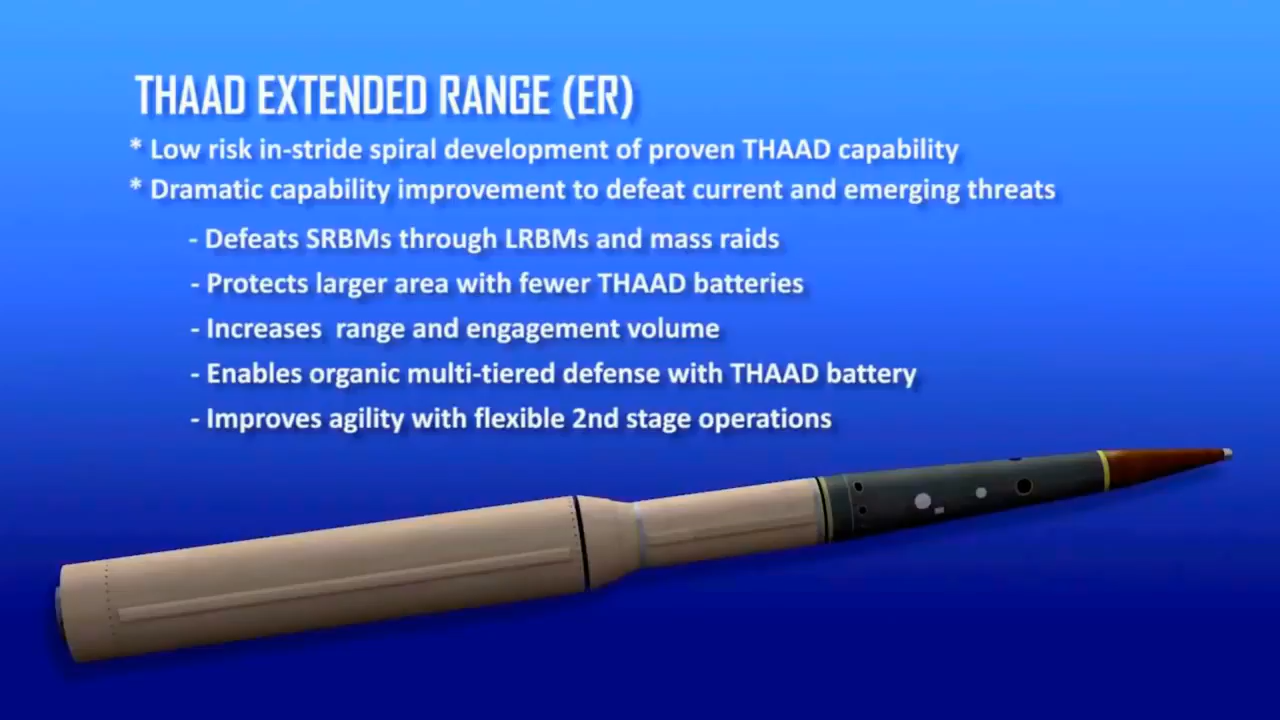 THAAD EXTENDED RANGE (ER)
* Low risk in-stride spiral development of proven THAAD capability
* Dramatic capability improvement to defeat current and emerging threats
- Defeats SRBMs through LRBMs and mass raids
- Protects larger area with fewer THAAD batteries
- Increases  range and engagement volume
- Enables organic multi-tiered defense with THAAD battery
- Improves agility with flexible 2nd stage operations